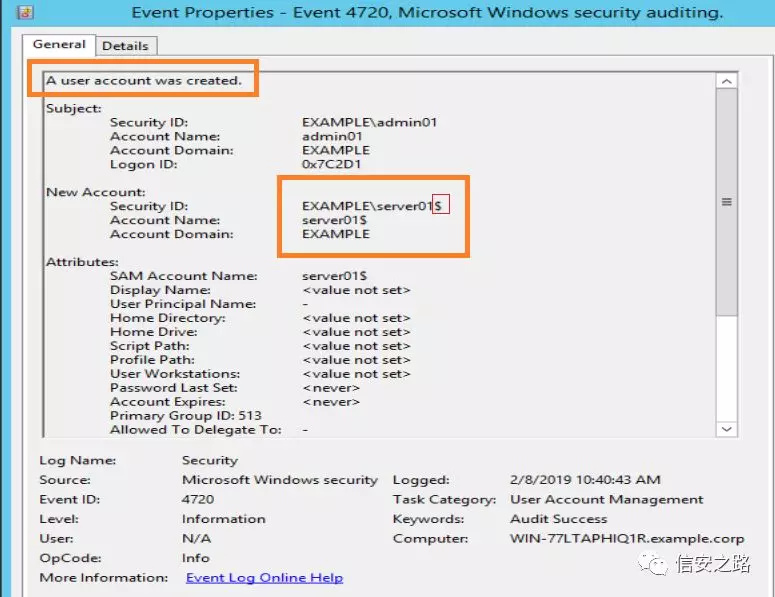 Event Properties - Event 4720, Microsoft Windows security auditing.
General Details
A user account was created.
Subject:
Security ID: EXAMPLE\admin01
Account Name: admin01
Account Domain: EXAMPLE
Logon ID: 0x7C2D1
New Account:
Security ID: EXAMPLE\server01$
Account Name: server01$
Account Domain: EXAMPLE
Attributes:
SAM Account Name: server01$
Display Name: <value not set>
User Principal Name: -
Home Directory: <value not set>
Home Drive: <value not set>
Script Path: <value not set>
Profile Path: <value not set>
User Workstations: <value not set>
Password Last Set: <never>
Account Expires: <never>
Primary Group ID: 513
Allowed To Delegate To: -
Log Name: Security
Source: Microsoft Windows security Logged: 2/8/2019 10:40:43 AM
Event ID: 4720 Task Category: User Account Management
Level: Information Keywords: Audit Success
User: N/A Computer: WIN-77LTAPHIQ1R.example.corp
OpCode: Info
More Information: Event Log Online Help
信安之路